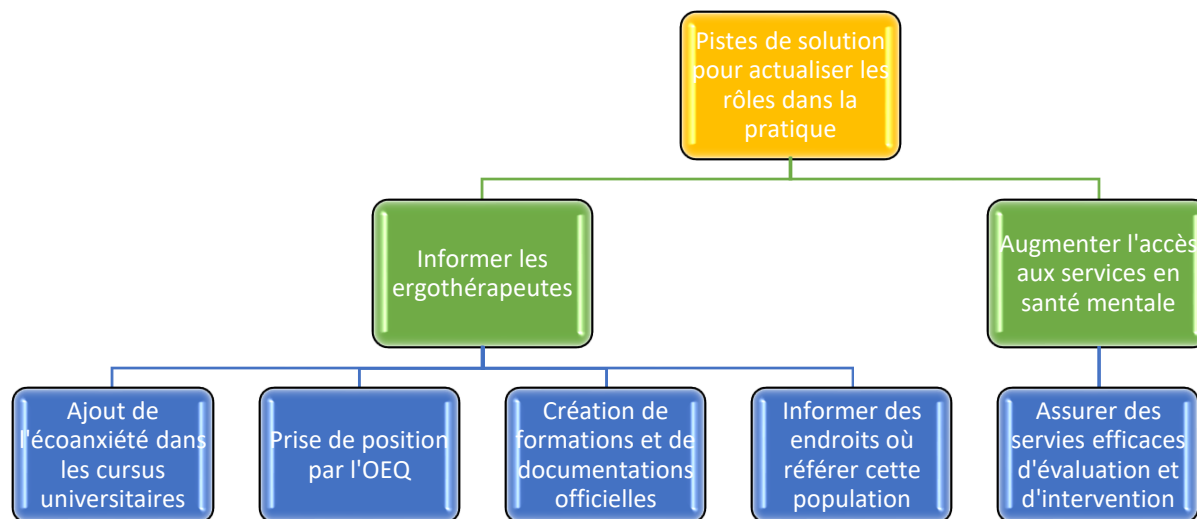 Pistes de solution
pour actualiser les
rôles dans la
pratique
Informer les
ergothérapeutes
Augmenter l'accès
aux services en
santé mentale
Ajout de
l'écoanxiété dans
les cursus
universitaires
Prise de position
par l'OEQ
Création de
formations et de
documentations
officielles
Informer des
endroits où
référer cette
population
Assurer des
servies efficaces
d'évaluation et
d'intervention